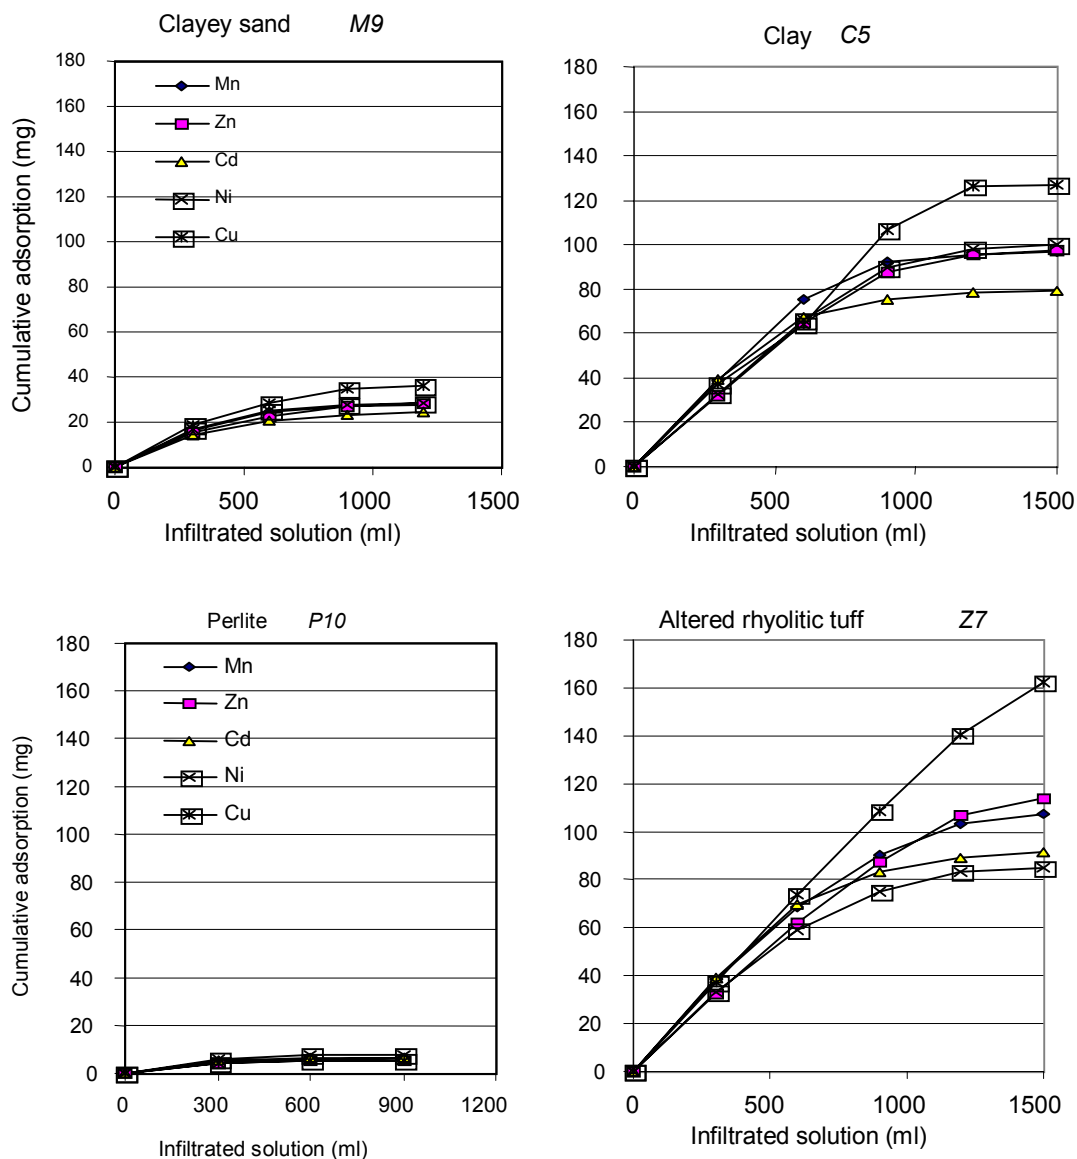 Clayey sand M9
Cumulative adsorption (mg)
180
160
140
120
100
80
60
40
20
0
Mn
Zn
Cd
Ni
Cu
0 500 1000 1500
Infiltrated solution (ml)
Clay C5
180
160
140
120
100
80
60
40
20
0
0 500 1000 1500
Infiltrated solution (ml)
Perlite P10
Cumulative adsorption (mg)
180
160
140
120
100
80
60
40
20
0
Mn
Zn
Cd
Ni
Cu
0 300 600 900 1200
Infiltrated solution (ml)
Altered rhyolitic tuff Z7
180
160
140
120
100
80
60
40
20
0
0 500 1000 1500
Infiltrated solution (ml)